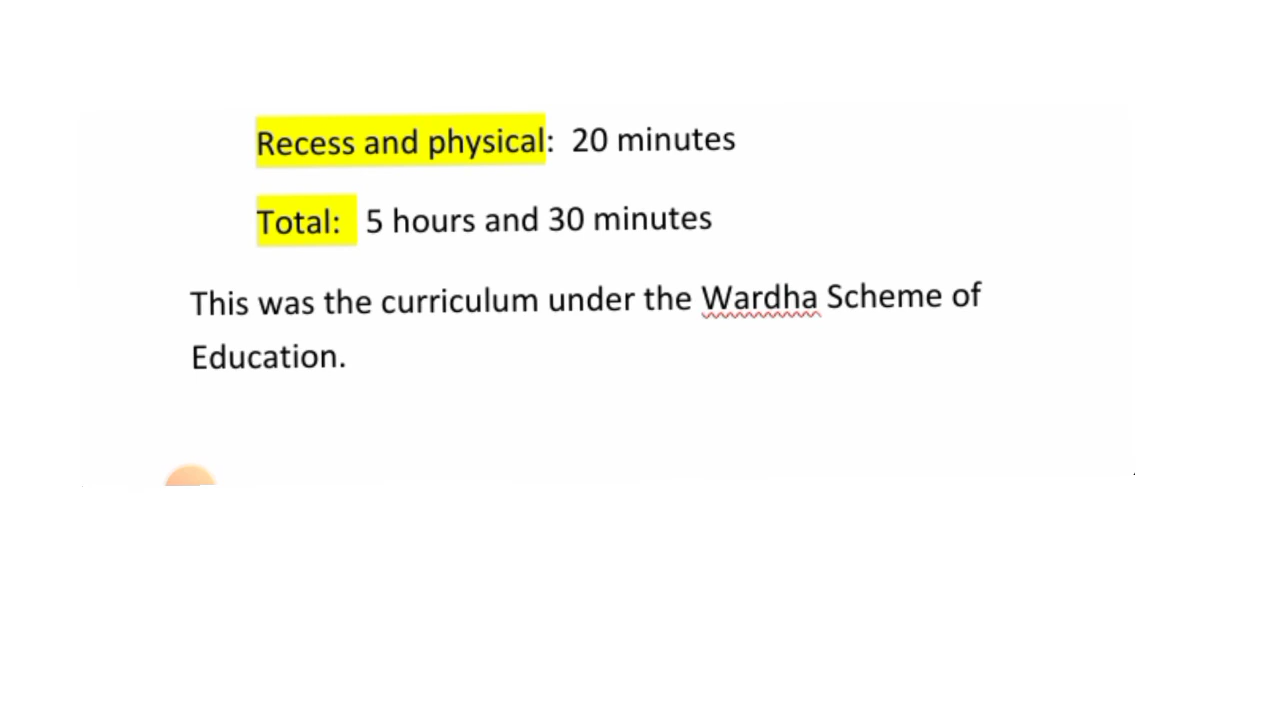 Recess and physical: 20 minutes
Total: 5 hours and 30 minutes
This was the curriculum under the Wardha Scheme of
Education.